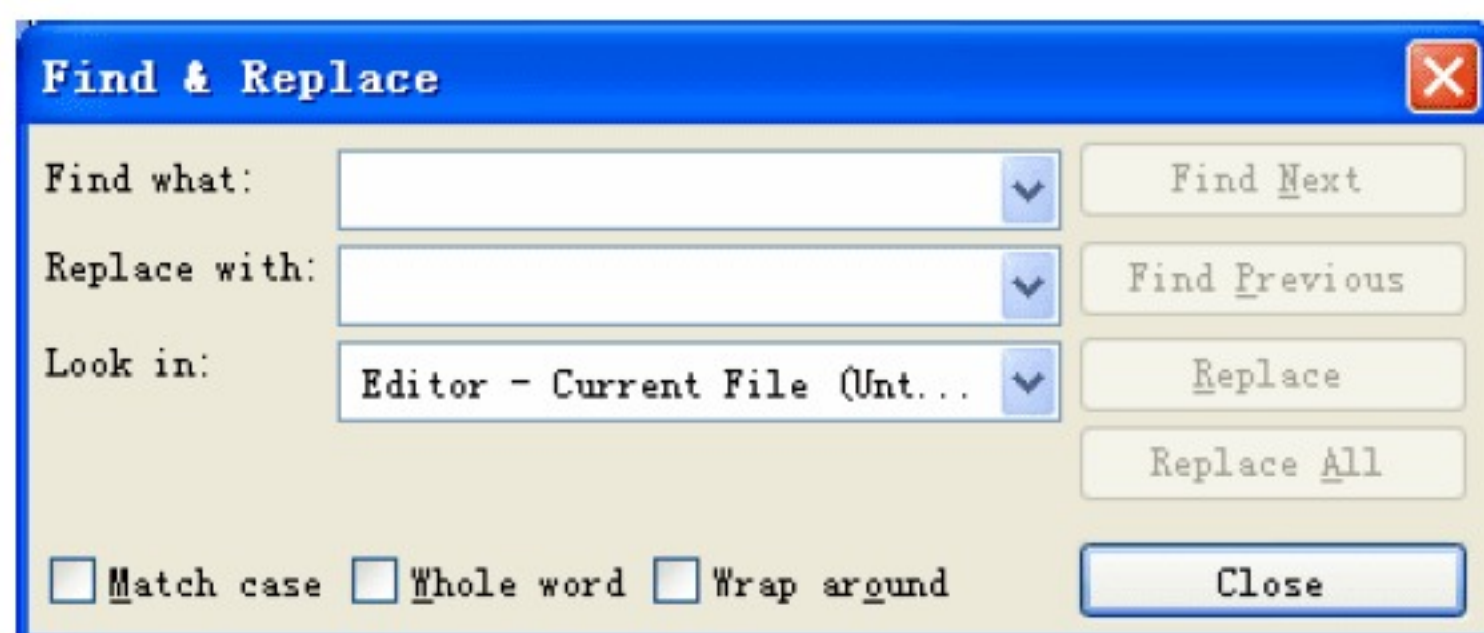 Find & Replace
Find what:
Find Next
Replace with:
Find Previous
Look in:
Editor - Current File (Unt...
Replace
Replace All
Match case
Whole word
Wrap around
Close